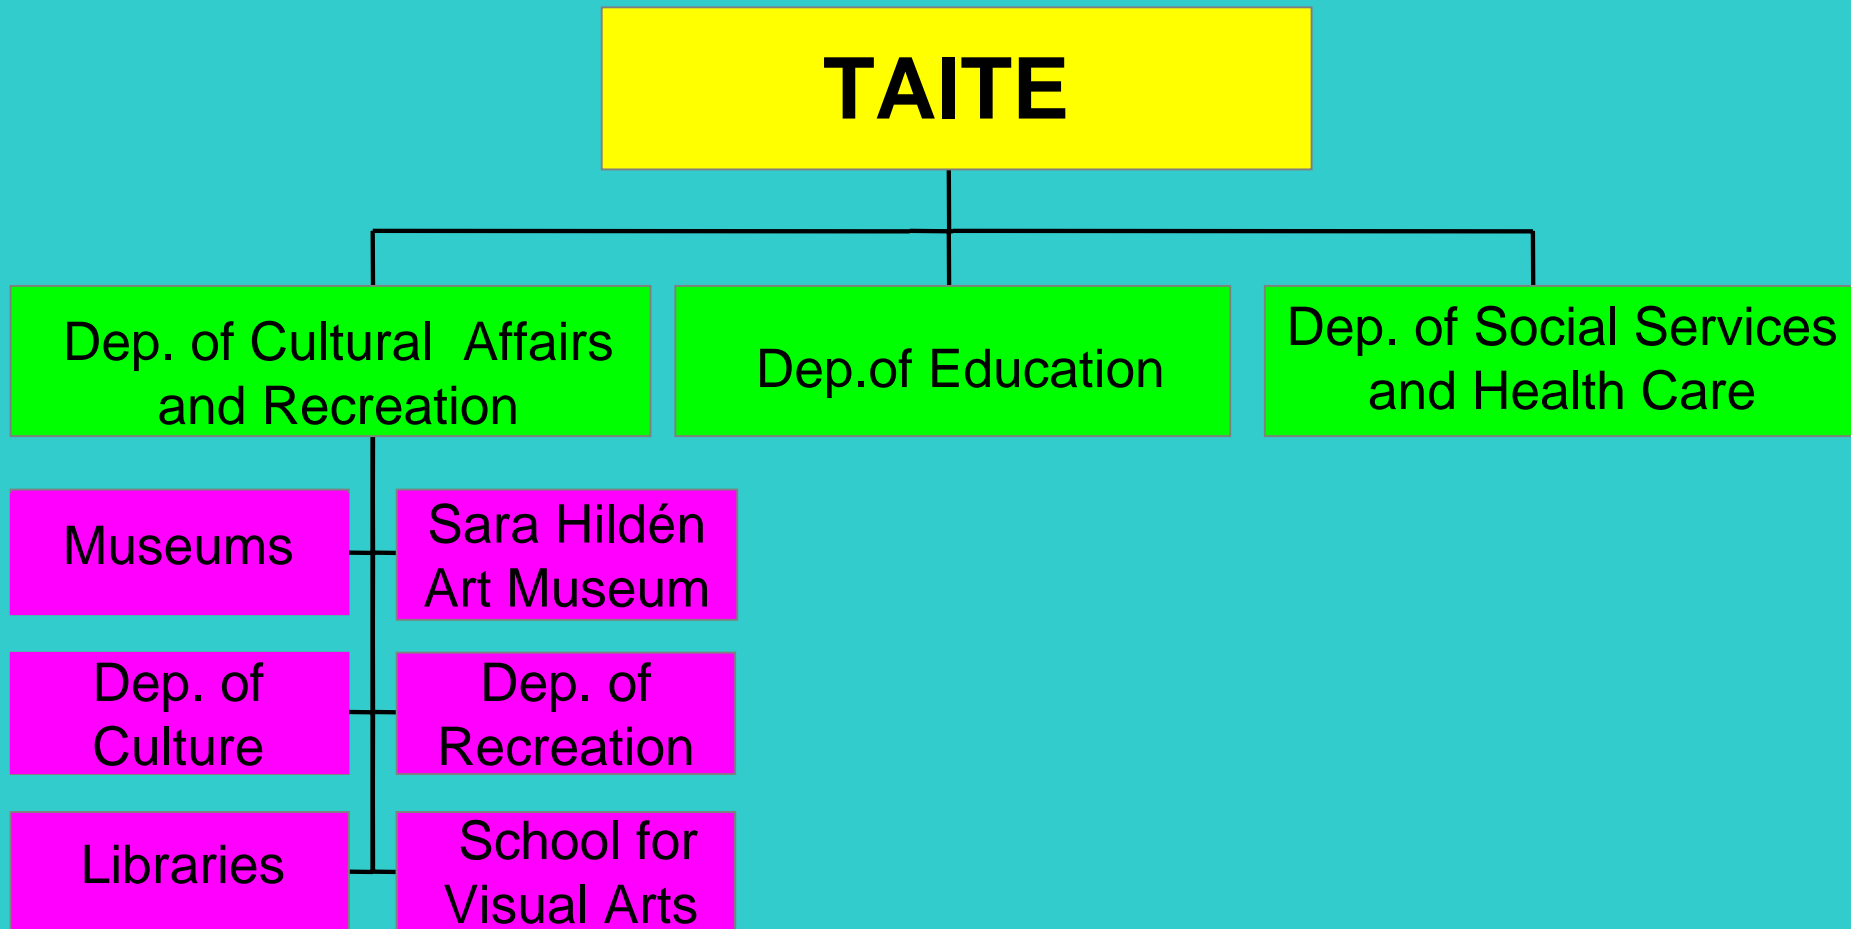 TAITE
Dep. of Cultural Affairs
and Recreation
Dep.of Education
Dep. of Social Services
and Health Care
Museums
Sara Hildén
Art Museum
Dep. of
Culture
Dep. of
Recreation
Libraries
School for
Visual Arts